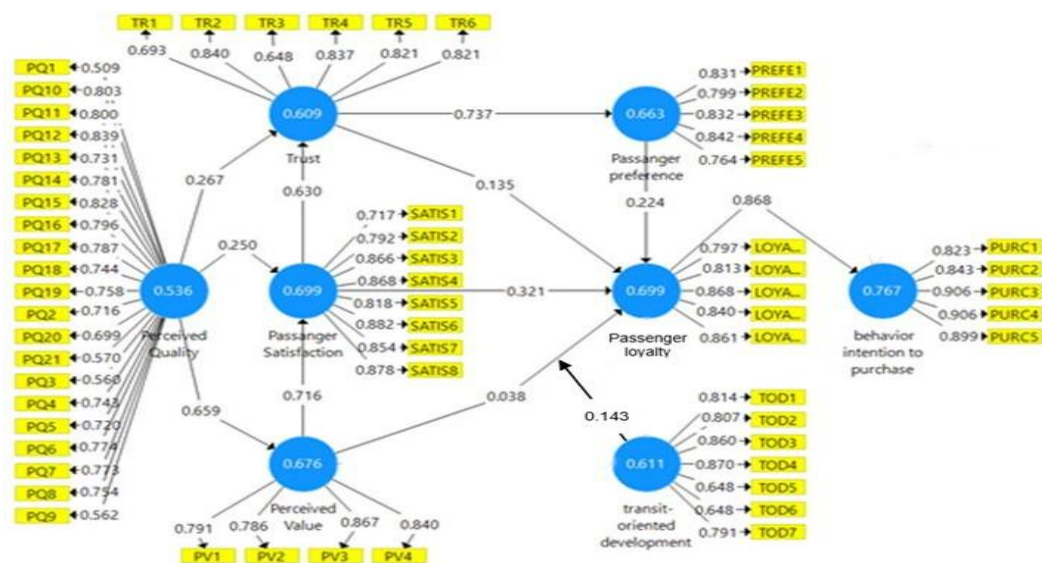 TR1 TR2 TR3 TR4 TR5 TR6
0.693 0.840 0.648 0.837 0.821 0.821
PQ1 0.509
PQ10 0.803
PQ11 0.800
PQ12 0.839
PQ13 0.731
PQ14 0.781
PQ15 0.828
PQ16 0.796
PQ17 0.787
PQ18 0.744
PQ19 0.758
PQ2 0.716
PQ20 0.699
PQ21 0.570
PQ3 0.560
PQ4 0.743
PQ5 0.720
PQ6 0.774
PQ7 0.773
PQ8 0.754
PQ9 0.562
0.536
Perceived
Quality
0.267
0.250
0.659
0.609
Trust
0.630
0.737
0.135
0.663
Passanger
preference
0.831 PREFE1
0.799 PREFE2
0.832 PREFE3
0.842 PREFE4
0.764 PREFE5
0.224
0.868
0.699
Passanger
Satisfaction
0.717 SATIS1
0.792 SATIS2
0.866 SATIS3
0.868 SATIS4
0.818 SATIS5
0.882 SATIS6
0.854 SATIS7
0.878 SATIS8
0.321
0.699
Passenger
loyalty
0.797 LOYA...
0.813 LOYA...
0.868 LOYA...
0.840 LOYA...
0.861 LOYA...
0.767
behavior
intention to
purchase
0.823 PURC1
0.843 PURC2
0.906 PURC3
0.906 PURC4
0.899 PURC5
0.716
0.038
0.143
0.676
Perceived
Value
0.791 0.786 0.867 0.840
PV1 PV2 PV3 PV4
0.611
transit-
oriented
development
0.814 TOD1
0.807 TOD2
0.860 TOD3
0.870 TOD4
0.648 TOD5
0.648 TOD6
0.791 TOD7